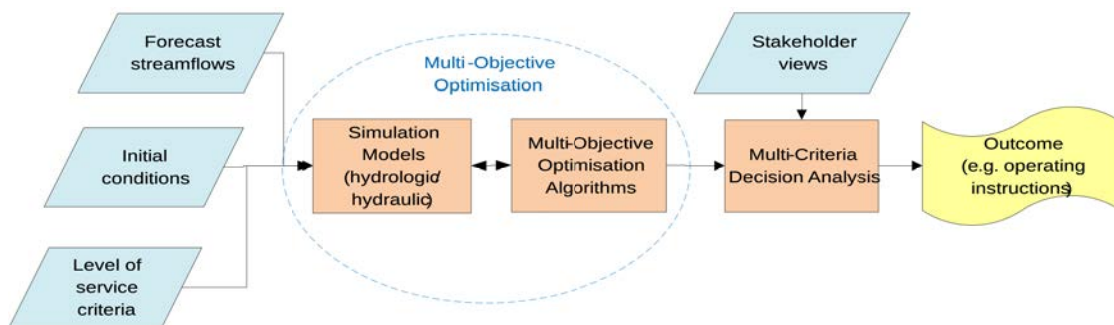 Forecast
streamflows
Initial
conditions
Level of
service
criteria
Multi-Objective
Optimisation
Simulation
Models
(hydrologic/
hydraulic)
Multi-Objective
Optimisation
Algorithms
Stakeholder
views
Multi-Criteria
Decision Analysis
Outcome
(e.g. operating
instructions)